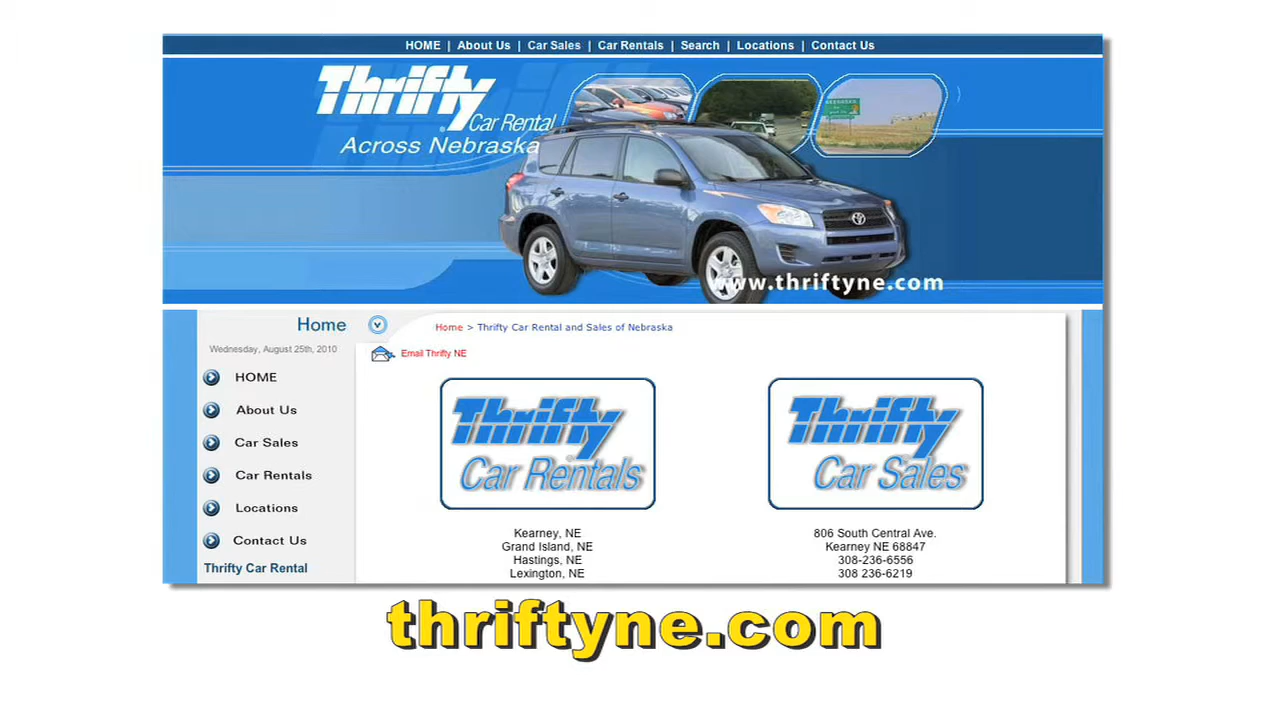 HOME | About Us | Car Sales | Car Rentals | Search | Locations | Contact Us
Thrifty
Car Rental
Across Nebraska
www.thriftyne.com
Home
Home > Thrifty Car Rental and Sales of Nebraska
Wednesday, August 25th, 2010
Email Thrifty NE
HOME
About Us
Car Sales
Car Rentals
Locations
Contact Us
Thrifty Car Rental
Thrifty
Car Rentals
Kearney, NE
Grand Island, NE
Hastings, NE
Lexington, NE
Thrifty
Car Sales
806 South Central Ave.
Kearney NE 68847
308-236-6556
308 236-6219
thriftyne.com